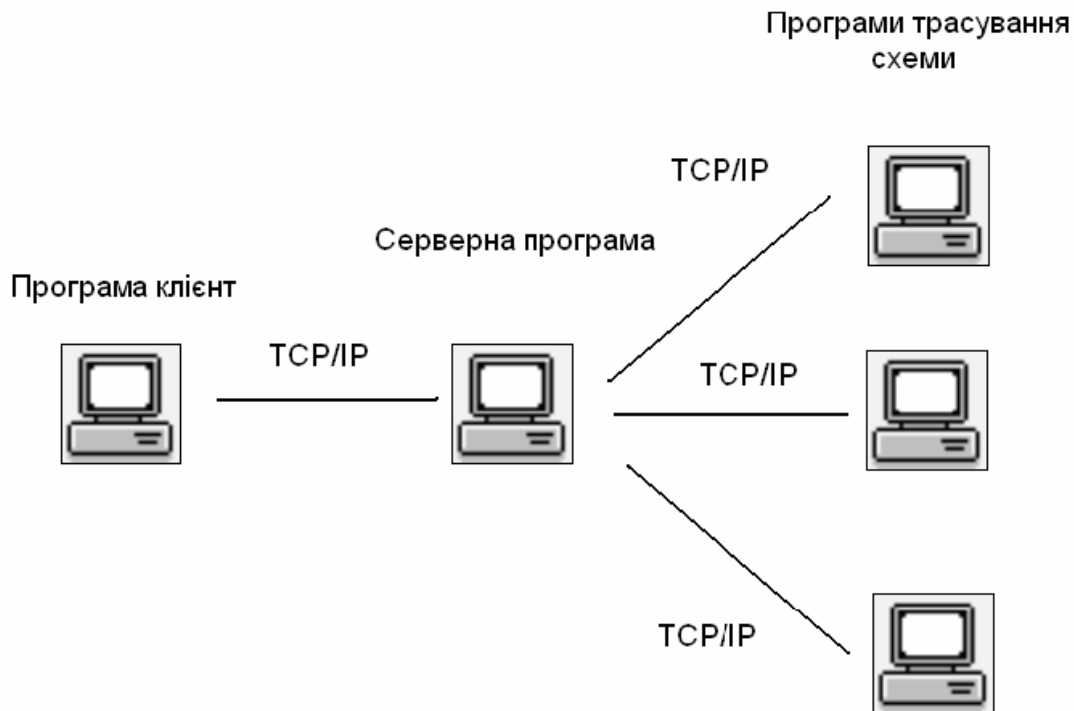 Програми трасування
схеми
TCP/IP
Серверна програма
Програма клієнт
TCP/IP
TCP/IP
TCP/IP